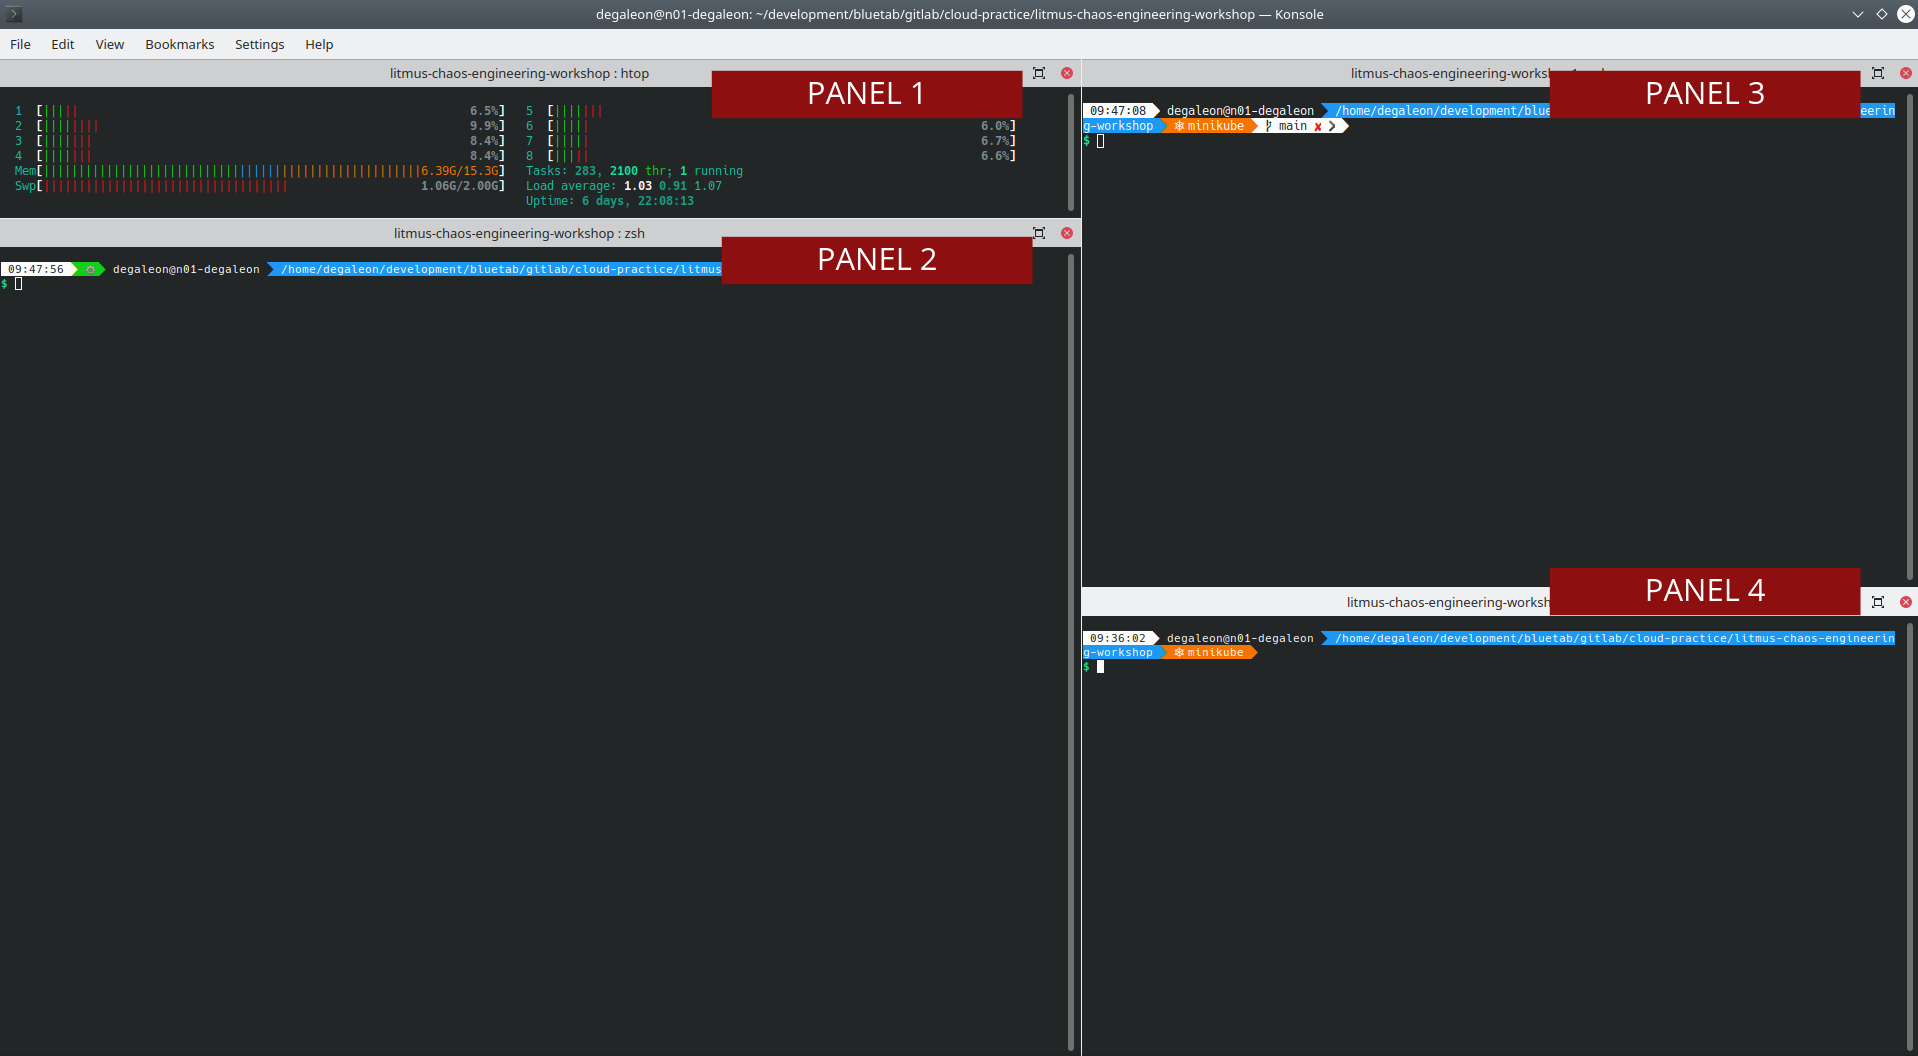 degaleon@n01-degaleon: ~/development/bluetab/gitlab/cloud-practice/litmus-chaos-engineering-workshop — Konsole
File Edit View Bookmarks Settings Help
litmus-chaos-engineering-workshop : htop
PANEL 1
1 [||||| 6.5%] 5 [|||||||
2 [|||||||| 9.9%] 6 [||||| 6.0%]
3 [||||||| 8.4%] 7 [||||| 6.7%]
4 [||||||| 8.4%] 8 [||||| 6.6%]
Mem[||||||||||||||||||||||||||||||||||||||||||||||||||||||6.39G/15.3G] Tasks: 283, 2100 thr; 1 running
Swp[||||||||||||||||||||||||||||||||||| 1.06G/2.00G] Load average: 1.03 0.91 1.07
Uptime: 6 days, 22:08:13
litmus-chaos-engineering-workshop : zsh
PANEL 2
09:47:56 degaleon@n01-degaleon /home/degaleon/development/bluetab/gitlab/cloud-practice/litmus
$
litmus-chaos-engineering-worksh
PANEL 3
09:47:08 degaleon@n01-degaleon /home/degaleon/development/blue eerin
g-workshop minikube main ✘
$
litmus-chaos-engineering-worksh
PANEL 4
09:36:02 degaleon@n01-degaleon /home/degaleon/development/bluetab/gitlab/cloud-practice/litmus-chaos-engineerin
g-workshop minikube
$